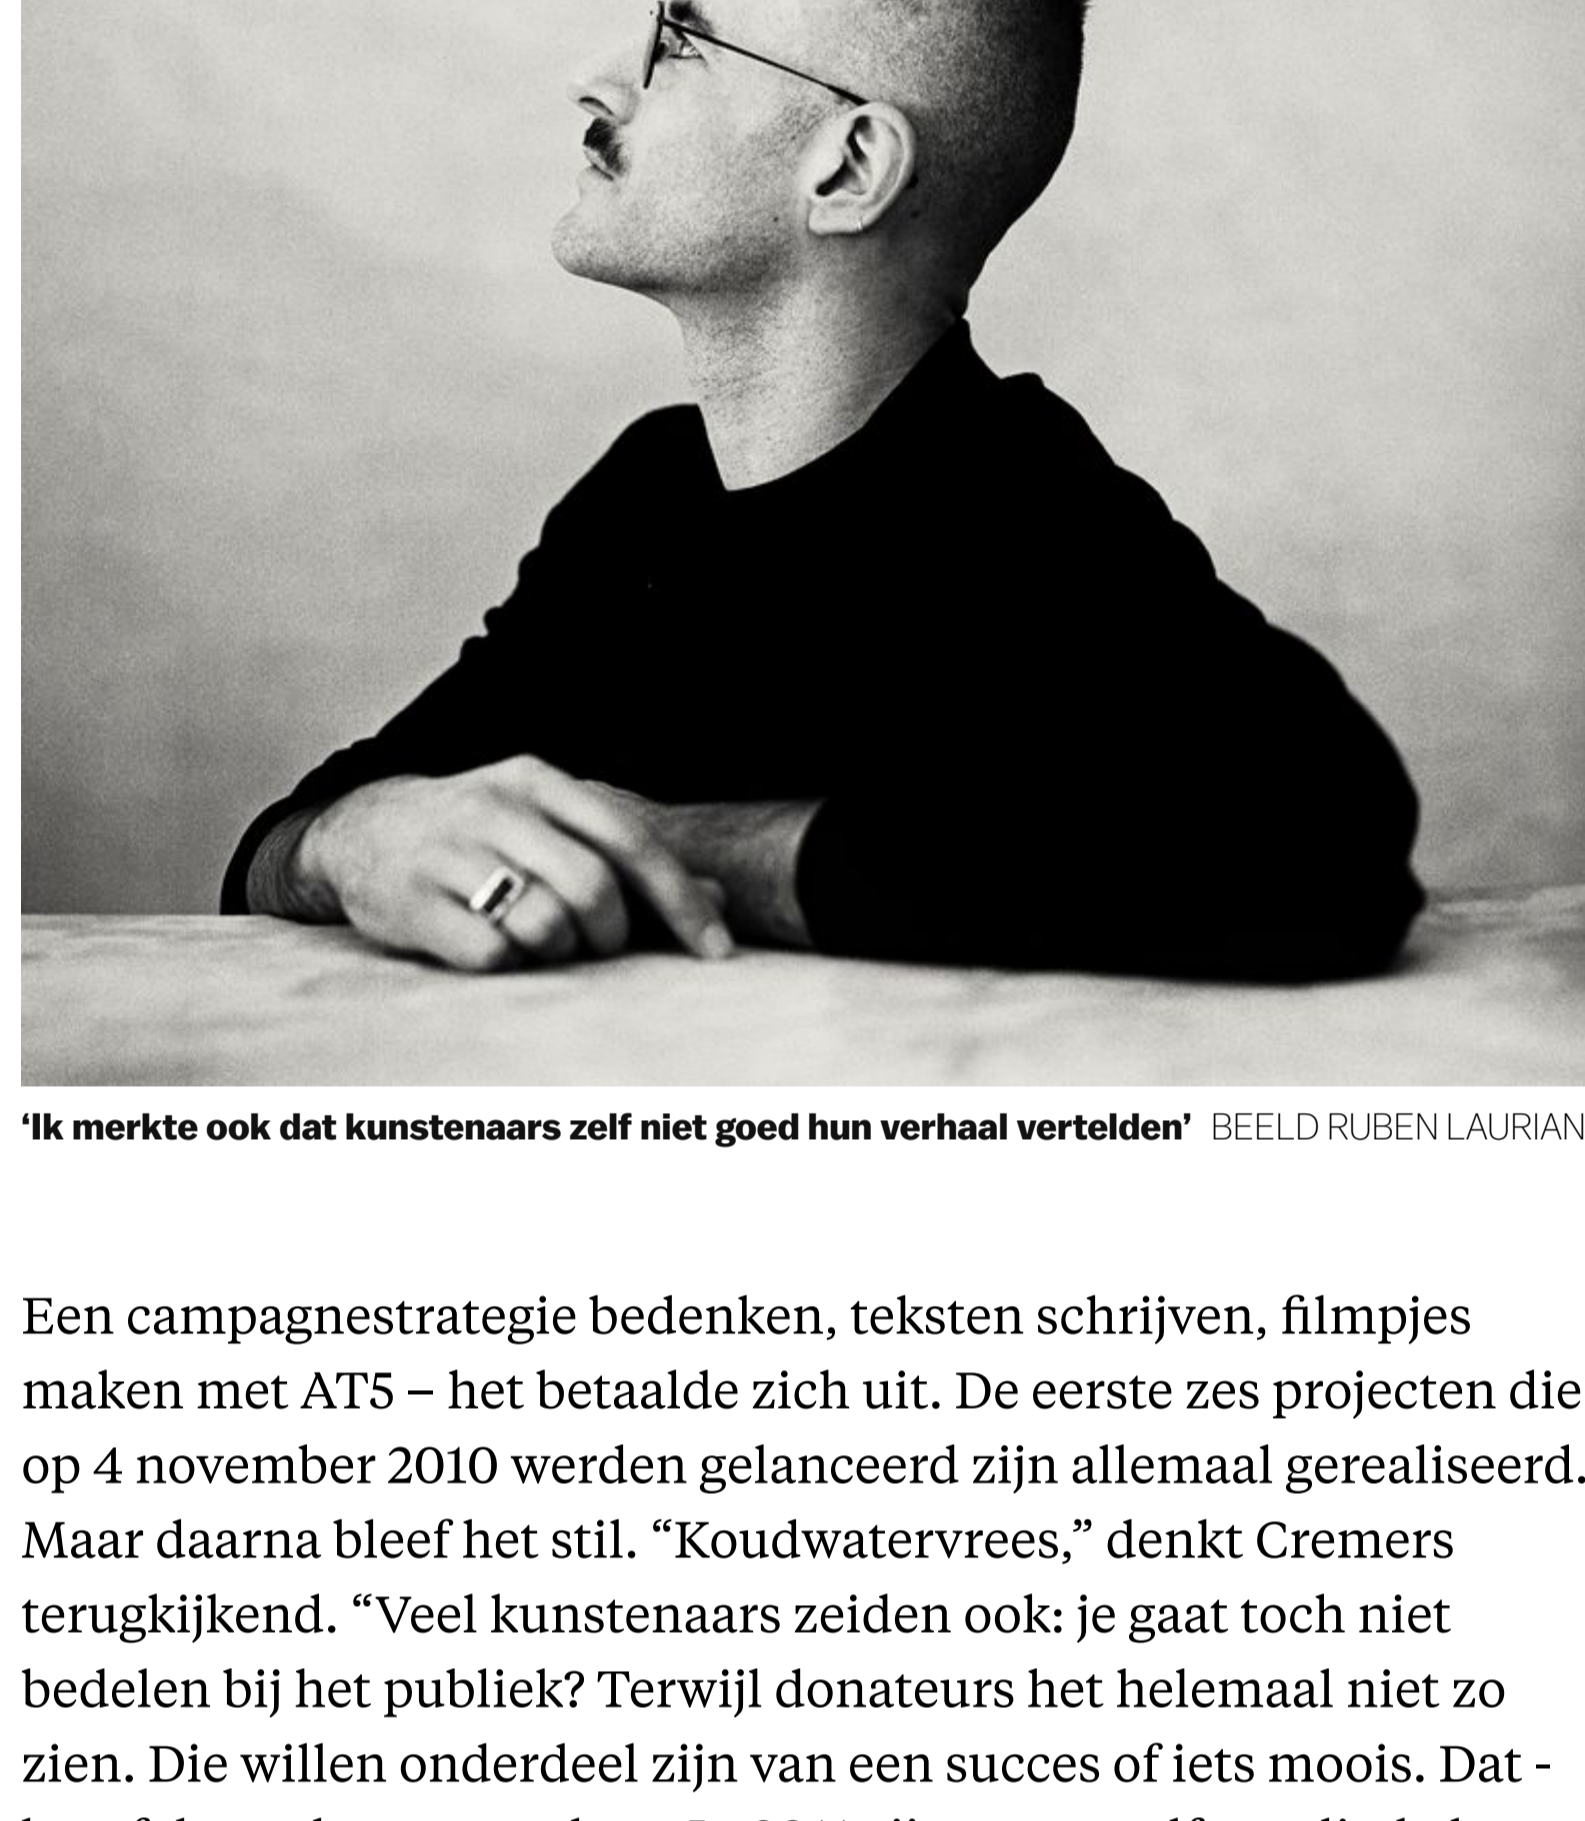 ‘Ik merkte ook dat kunstenaars zelf niet goed hun verhaal vertelden’ BEELD RUBEN LAURIAN
Een campagnestrategie bedenken, teksten schrijven, filmpjes
maken met AT5 – het betaalde zich uit. De eerste zes projecten die
op 4 november 2010 werden gelanceerd zijn allemaal gerealiseerd.
Maar daarna bleef het stil. “Koudwatervrees,” denkt Cremers
terugkijkend. “Veel kunstenaars zeiden ook: je gaat toch niet
bedelen bij het publiek? Terwijl donateurs het helemaal niet zo
zien. Die willen onderdeel zijn van een succes of iets moois. Dat -